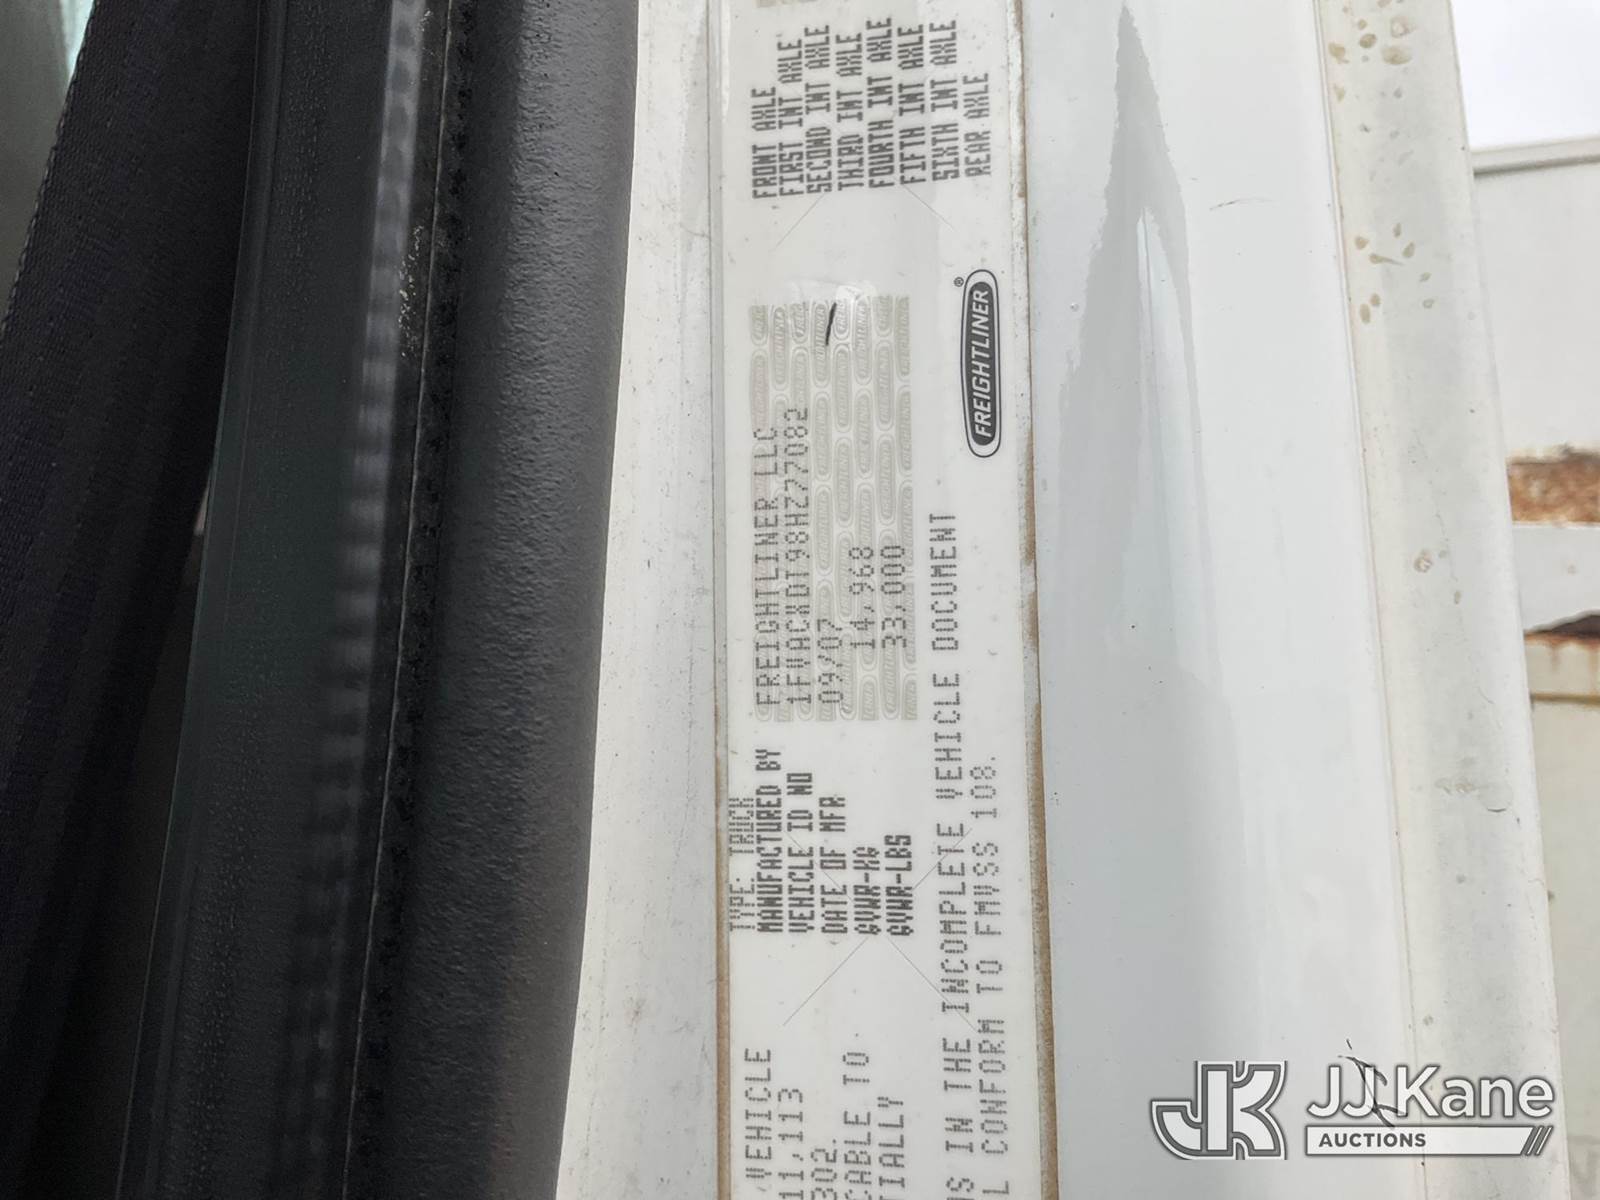 VEHICLE
11,113
302.
CABLE TO
TIALLY
S IN THE INCOMPLETE VEHICLE DOCUMENT
L CONFORM TO FMVSS 108.
TYPE: TRUCK
MANUFACTURED BY FREIGHTLINER LLC
VEHICLE ID NO 1FVACXDT98HZ77082
DATE OF MFR 09/07
GVWR-KG 14,968
GVWR-LBS 33,000
FREIGHTLINER®
FRONT AXLE
FIRST INT AXLE
SECOND INT AXLE
THIRD INT AXLE
FOURTH INT AXLE
FIFTH INT AXLE
SIXTH INT AXLE
REAR AXLE
JJ Kane
AUCTIONS